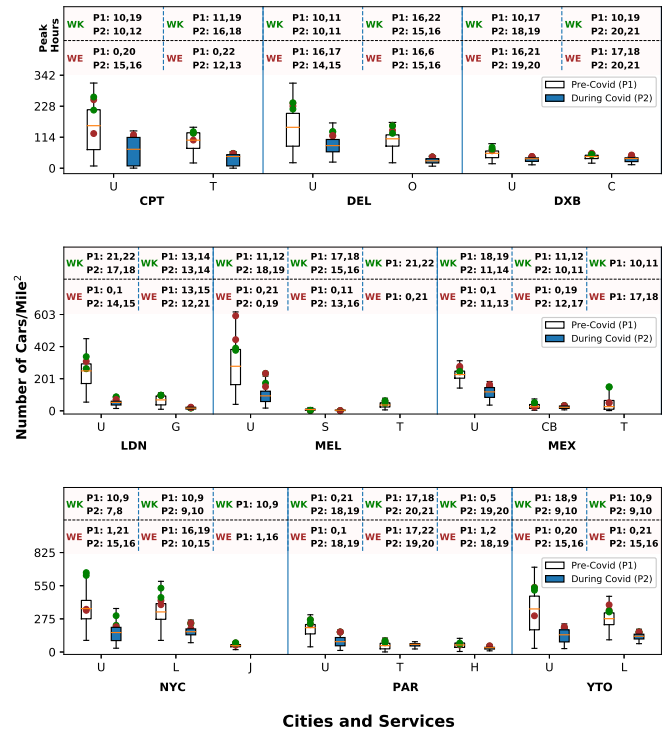 Peak
Hours
WK P1: 10,19 P1: 11,19 P1: 10,11 P1: 16,22 P1: 10,17 P1: 10,19
P2: 10,12 P2: 16,18 P2: 10,11 P2: 15,16 P2: 18,19 P2: 20,21
WE P1: 0,20 P1: 0,22 WE P1: 16,17 P1: 16,6 WE P1: 16,21 P1: 17,18
P2: 15,16 P2: 12,13 P2: 14,15 P2: 15,16 P2: 19,20 P2: 20,21
342
228
114
0
Pre-Covid (P1)
During Covid (P2)
U T U O U C
CPT DEL DXB
Number of Cars/Mile2
WK P1: 21,22 WK P1: 13,14 WK P1: 11,12 WK P1: 17,18 WK P1: 21,22 WK P1: 18,19 WK P1: 11,12 WK P1: 10,11
P2: 17,18 P2: 13,14 P2: 18,19 P2: 15,16 P2: 11,14 P2: 10,11
WE P1: 0,1 WE P1: 13,15 WE P1: 0,21 WE P1: 0,11 WE P1: 0,21 WE P1: 0,1 WE P1: 0,19 WE P1: 17,18
P2: 14,15 P2: 12,21 P2: 0,19 P2: 13,16 P2: 11,13 P2: 12,17
603
402
201
0
Pre-Covid (P1)
During Covid (P2)
U G U S T U CB T
LDN MEL MEX
WK P1: 10,9 WK P1: 10,9 WK P1: 10,9 WK P1: 0,21 WK P1: 17,18 WK P1: 0,5 WK P1: 18,9 WK P1: 10,9
P2: 7,8 P2: 9,10 P2: 18,19 P2: 20,21 P2: 19,20 P2: 9,10 P2: 9,10
WE P1: 1,21 WE P1: 16,19 WE P1: 1,16 WE P1: 0,1 WE P1: 17,22 WE P1: 1,2 WE P1: 0,20 WE P1: 0,21
P2: 15,16 P2: 10,15 P2: 18,19 P2: 19,20 P2: 18,19 P2: 15,16 P2: 15,16
825
550
275
0
Pre-Covid (P1)
During Covid (P2)
U L J U T H U L
NYC PAR YTO
Cities and Services